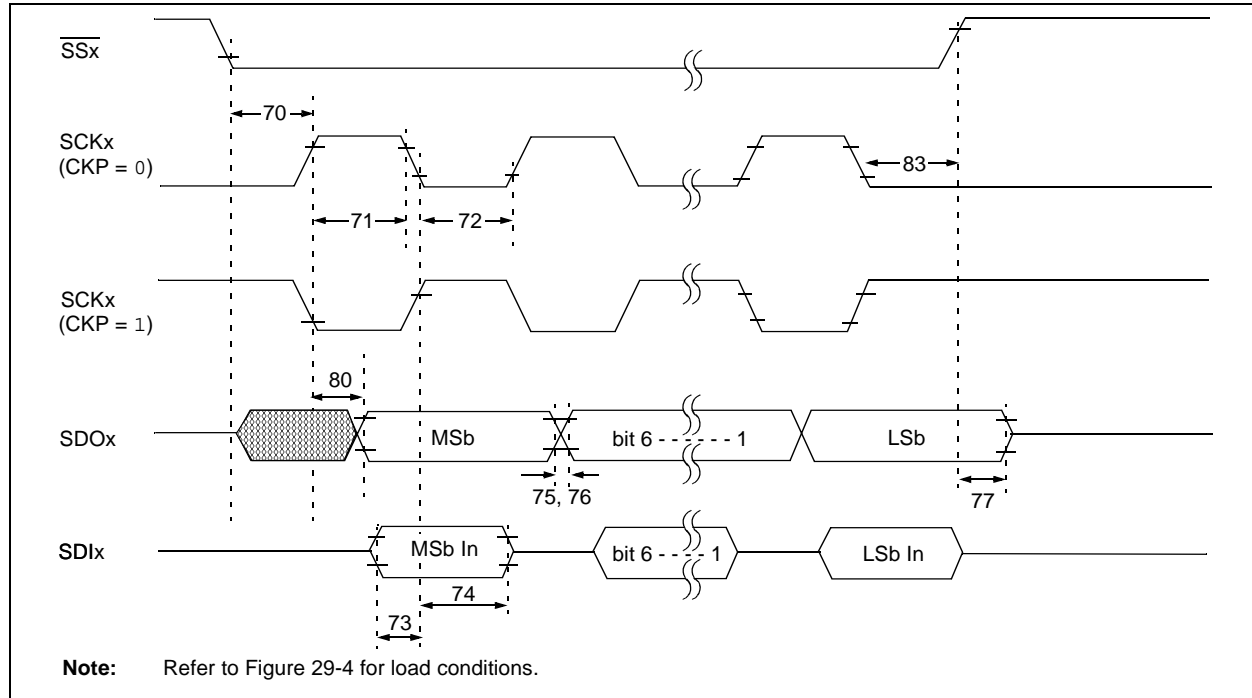 SSx
70
SCKx
(CKP = 0)
83
71
72
SCKx
(CKP = 1)
80
SDOx
MSb
bit 6 - - - - - - 1
LSb
75, 76
77
SDIx
MSb In
bit 6 - - - - 1
LSb In
74
73
Note: Refer to Figure 29-4 for load conditions.